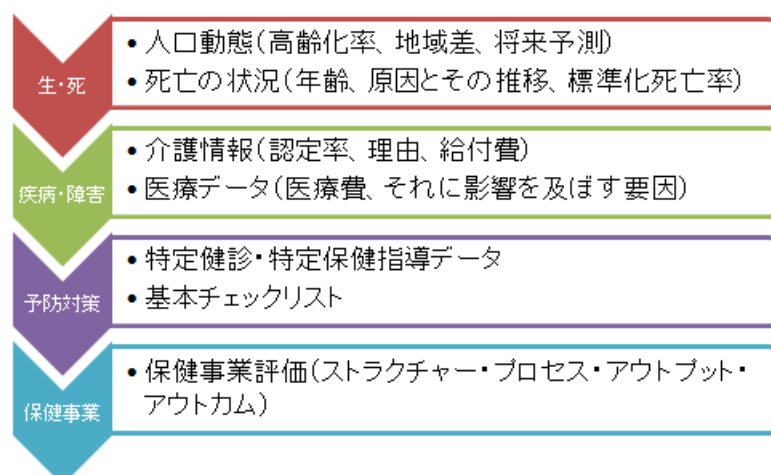 生・死
• 人口動態(高齢化率、地域差、将来予測)
• 死亡の状況(年齢、原因とその推移、標準化死亡率)
疾病・障害
• 介護情報(認定率、理由、給付費)
• 医療データ(医療費、それに影響を及ぼす要因)
予防対策
• 特定健診・特定保健指導データ
• 基本チェックリスト
保健事業
• 保健事業評価(ストラクチャー・プロセス・アウトプット・
アウトカム)